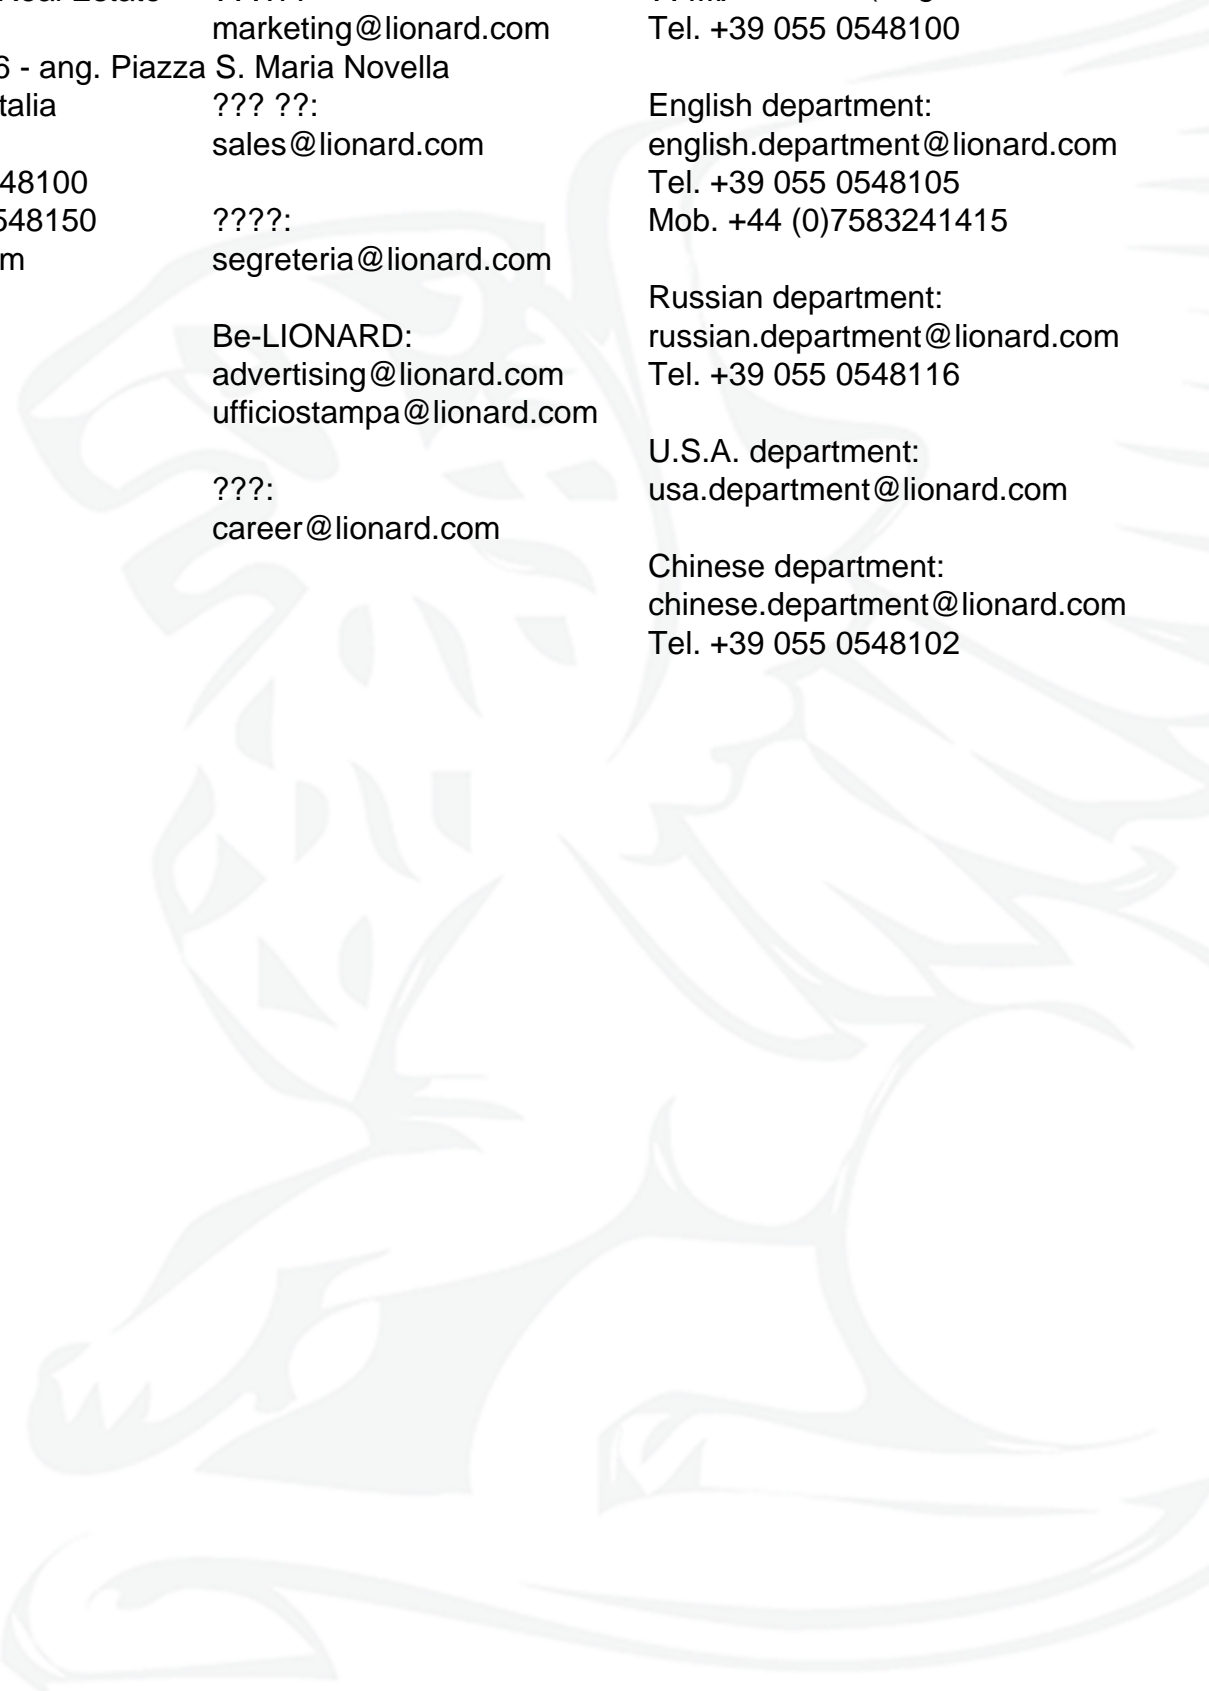 Real Estate
6 - ang. Piazza S. Maria Novella
talia
48100
548150
m
marketing@lionard.com
??? ??:
sales@lionard.com
????:
segreteria@lionard.com
Be-LIONARD:
advertising@lionard.com
ufficiostampa@lionard.com
???:
career@lionard.com
Tel. +39 055 0548100
English department:
english.department@lionard.com
Tel. +39 055 0548105
Mob. +44 (0)7583241415
Russian department:
russian.department@lionard.com
Tel. +39 055 0548116
U.S.A. department:
usa.department@lionard.com
Chinese department:
chinese.department@lionard.com
Tel. +39 055 0548102